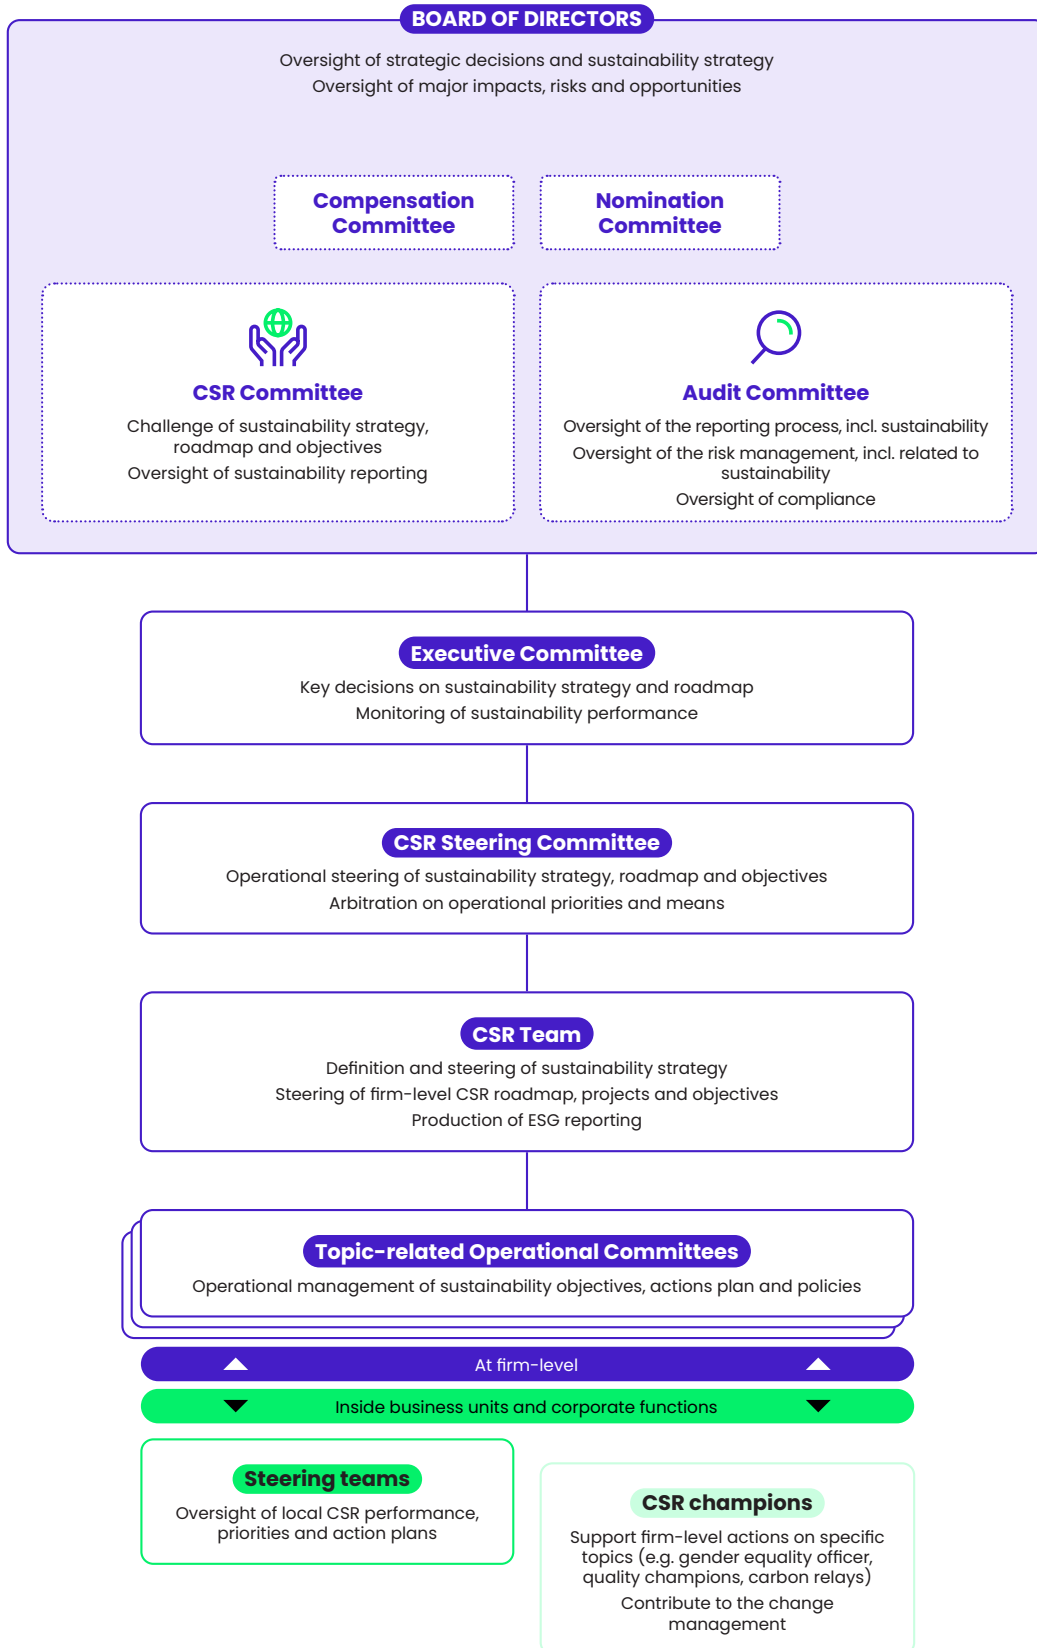 BOARD OF DIRECTORS
Oversight of strategic decisions and sustainability strategy
Oversight of major impacts, risks and opportunities
Compensation
Committee
Nomination
Committee
CSR Committee
Challenge of sustainability strategy,
roadmap and objectives
Oversight of sustainability reporting
Audit Committee
Oversight of the reporting process, incl. sustainability
Oversight of the risk management, incl. related to
sustainability
Oversight of compliance
Executive Committee
Key decisions on sustainability strategy and roadmap
Monitoring of sustainability performance
CSR Steering Committee
Operational steering of sustainability strategy, roadmap and objectives
Arbitration on operational priorities and means
CSR Team
Definition and steering of sustainability strategy
Steering of firm-level CSR roadmap, projects and objectives
Production of ESG reporting
Topic-related Operational Committees
Operational management of sustainability objectives, actions plan and policies
At firm-level
Inside business units and corporate functions
Steering teams
Oversight of local CSR performance,
priorities and action plans
CSR champions
Support firm-level actions on specific
topics (e.g. gender equality officer,
quality champions, carbon relays)
Contribute to the change
management